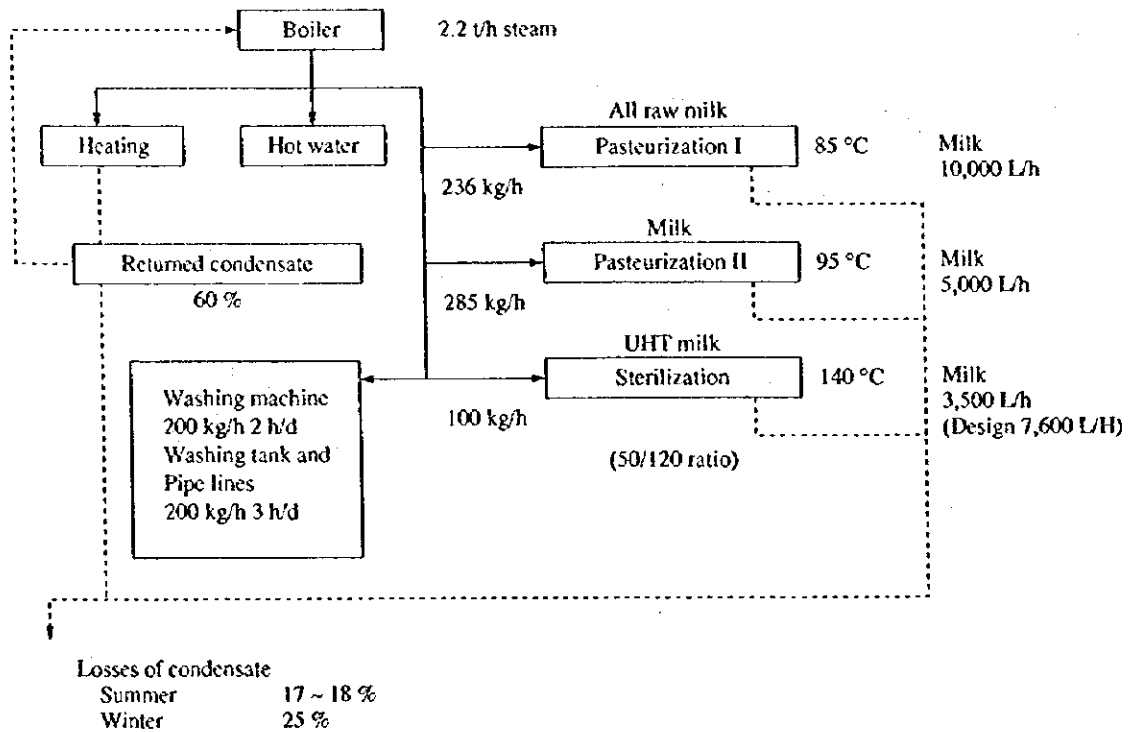 Boiler
2.2 t/h steam
Heating
Hot water
All raw milk
Pasteurization I
85 °C
Milk
10,000 L/h
236 kg/h
Returned condensate
60 %
Milk
Pasteurization II
95 °C
Milk
5,000 L/h
285 kg/h
UHT milk
Sterilization
140 °C
Milk
3,500 L/h
(Design 7,600 L/H)
100 kg/h
(50/120 ratio)
Washing machine
200 kg/h 2 h/d
Washing tank and
Pipe lines
200 kg/h 3 h/d
Losses of condensate
Summer 17 ~ 18 %
Winter 25 %